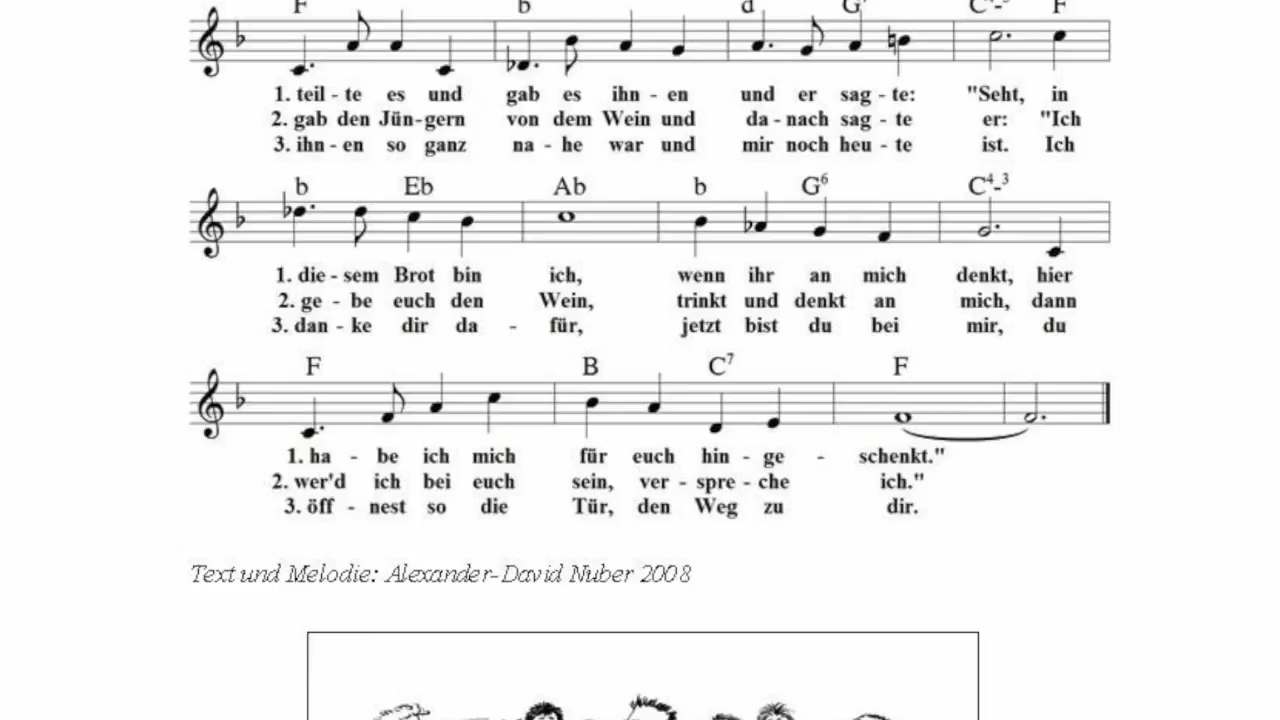 F b d G7 C4-3 F
1. teil - te es und gab es ihn - en und er sag - te: "Seht, in
2. gab den Jün - gern von dem Wein und da - nach sag - te er: "Ich
3. ihn - en so ganz na - he war und mir noch heu - te ist. Ich
b Eb Ab b G6 C4-3
1. die - sem Brot bin ich, wenn ihr an mich denkt, hier
2. ge - be euch den Wein, trinkt und denkt an mich, dann
3. dan - ke dir da - für, jetzt bist du bei mir, du
F B C7 F
1. ha - be ich mich für euch hin - ge - schenkt."
2. wer'd ich bei euch sein, ver - spre - che ich."
3. öff - nest so die Tür, den Weg zu dir.
Text und Melodie: Alexander-David Nuber 2008